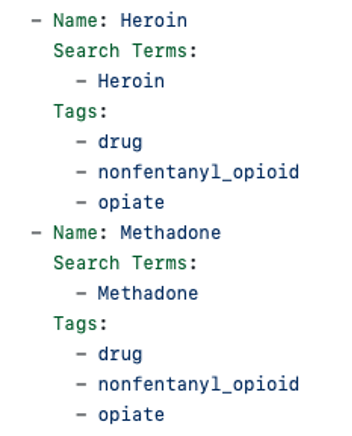 - Name: Heroin
Search Terms:
- Heroin
Tags:
- drug
- nonfentanyl_opioid
- opiate
- Name: Methadone
Search Terms:
- Methadone
Tags:
- drug
- nonfentanyl_opioid
- opiate